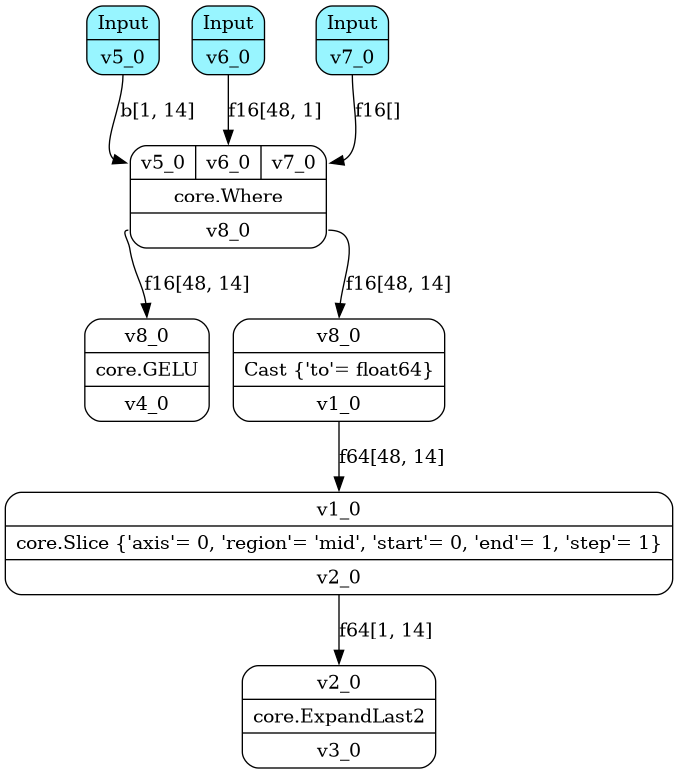 Input Input Input
v5_0 v6_0 v7_0
b[1, 14] f16[48, 1] f16[]
v5_0 v6_0 v7_0
core.Where
v8_0
f16[48, 14] f16[48, 14]
v8_0 v8_0
core.GELU Cast {'to'= float64}
v4_0 v1_0
f64[48, 14]
v1_0
core.Slice {'axis'= 0, 'region'= 'mid', 'start'= 0, 'end'= 1, 'step'= 1}
v2_0
f64[1, 14]
v2_0
core.ExpandLast2
v3_0